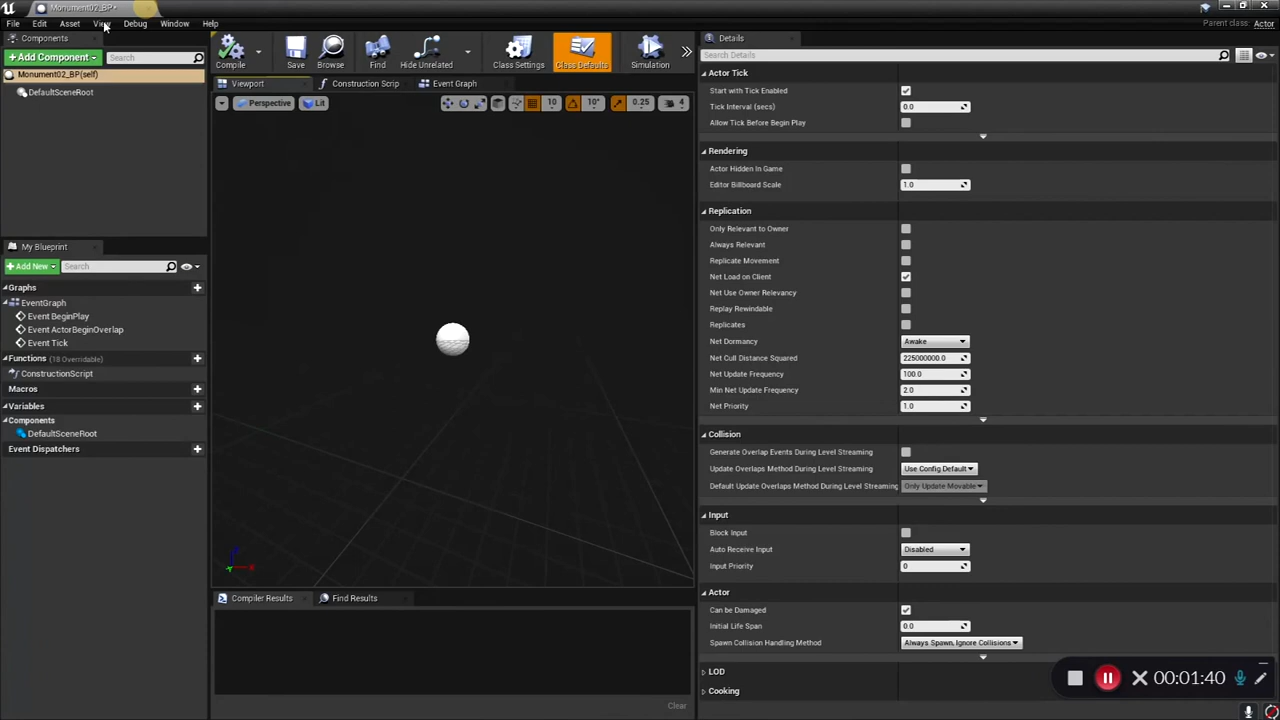 Monument02_BP*
File Edit Asset View Debug Window Help
Parent class: Actor
Components
+Add Component
Search
Monument02_BP(self)
DefaultSceneRoot
My Blueprint
+Add New
Search
Graphs
EventGraph
Event BeginPlay
Event ActorBeginOverlap
Event Tick
Functions (18 Overridable)
ConstructionScript
Macros
Variables
Components
DefaultSceneRoot
Event Dispatchers
Compile
Save
Browse
Find
Hide Unrelated
Class Settings
Class Defaults
Simulation
Viewport
Construction Scrip
Event Graph
Perspective
Lit
10
10°
0.25
4
Compiler Results
Find Results
Clear
Details
Search Details
Actor Tick
Start with Tick Enabled
Tick Interval (secs) 0.0
Allow Tick Before Begin Play
Rendering
Actor Hidden In Game
Editor Billboard Scale 1.0
Replication
Only Relevant to Owner
Always Relevant
Replicate Movement
Net Load on Client
Net Use Owner Relevancy
Replay Rewindable
Replicates
Net Dormancy Awake
Net Cull Distance Squared 225000000.0
Net Update Frequency 100.0
Min Net Update Frequency 2.0
Net Priority 1.0
Collision
Generate Overlap Events During Level Streaming
Update Overlaps Method During Level Streaming Use Config Default
Default Update Overlaps Method During Level Streaming Only Update Movable
Input
Block Input
Auto Receive Input Disabled
Input Priority 0
Actor
Can be Damaged
Initial Life Span 0.0
Spawn Collision Handling Method Always Spawn, Ignore Collisions
LOD
Cooking
00:01:40